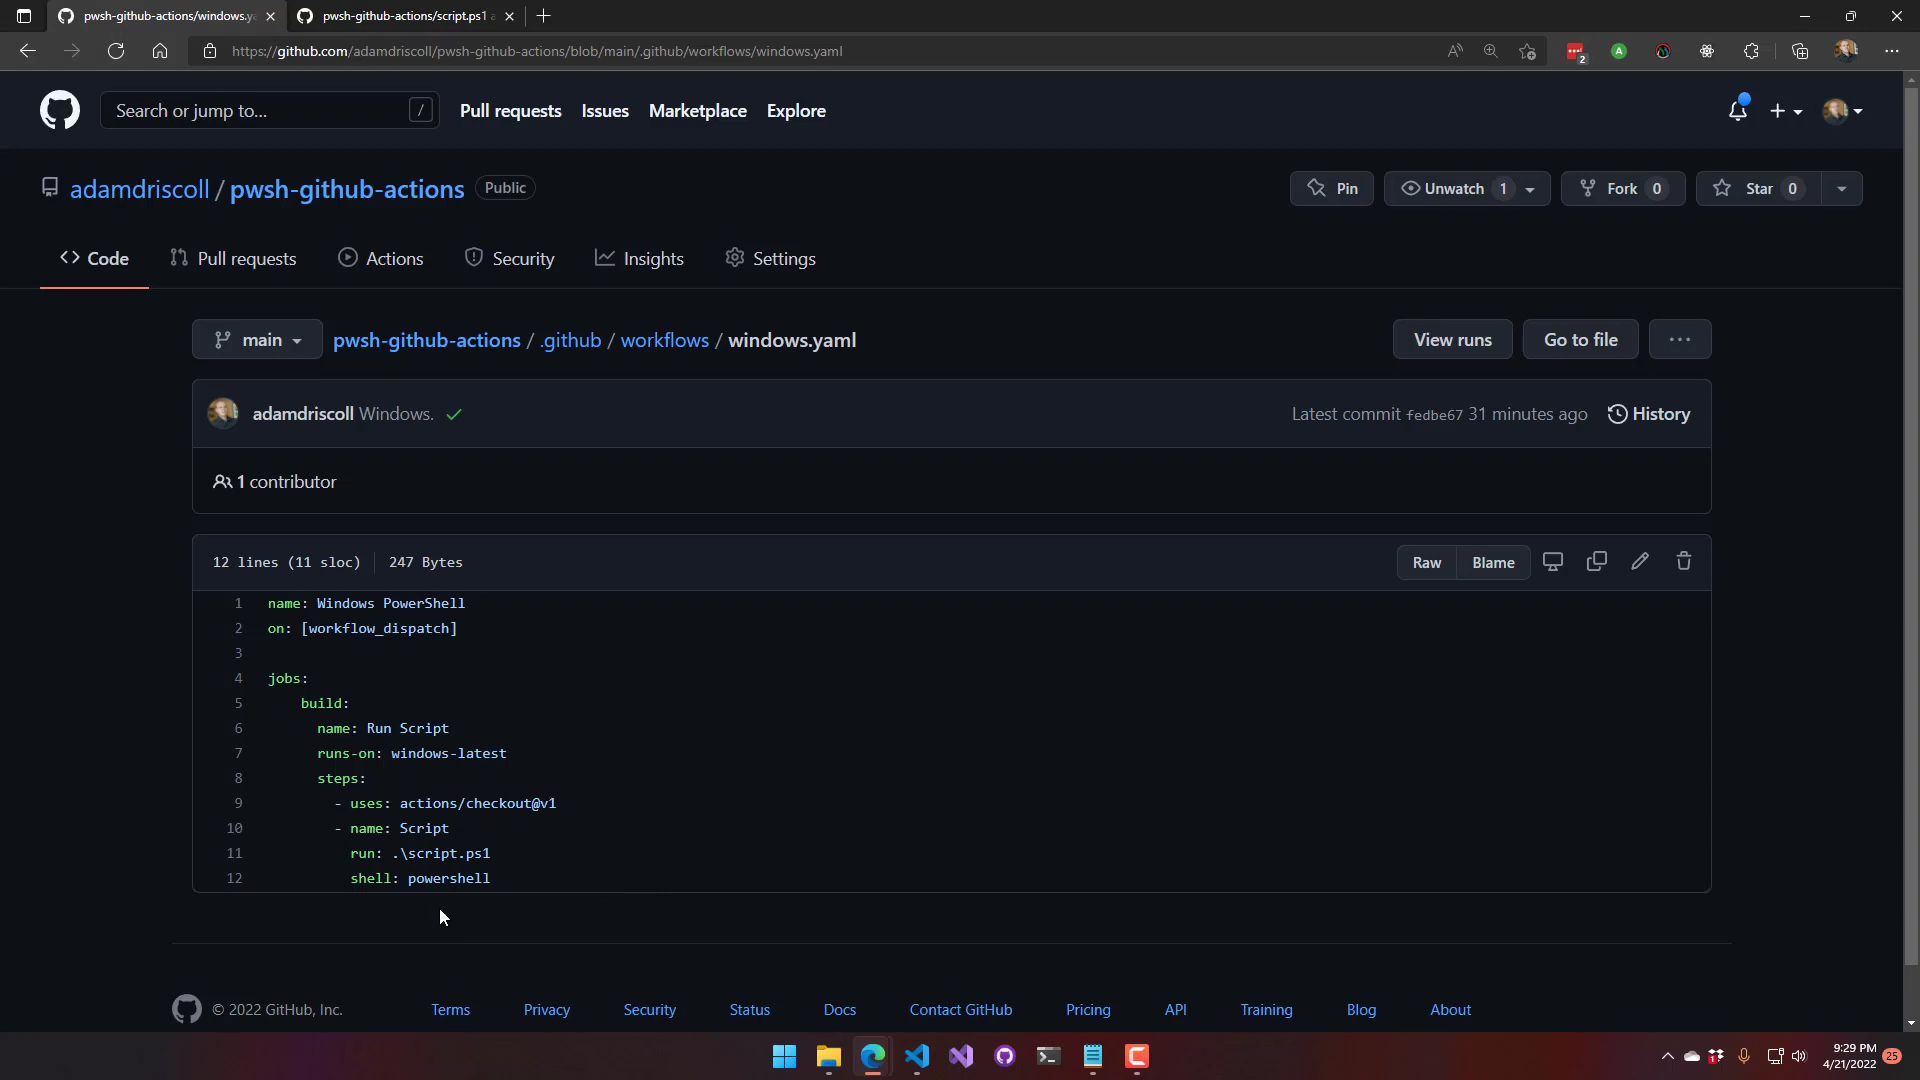 pwsh-github-actions/windows.ya
pwsh-github-actions/script.ps1 a
https://github.com/adamdriscoll/pwsh-github-actions/blob/main/.github/workflows/windows.yaml
2
A
Search or jump to...
/
Pull requests
Issues
Marketplace
Explore
adamdriscoll / pwsh-github-actions
Public
Pin
Unwatch 1
Fork 0
Star 0
Code
Pull requests
Actions
Security
Insights
Settings
main
pwsh-github-actions / .github / workflows / windows.yaml
View runs
Go to file
adamdriscoll Windows.
Latest commit fedbe67 31 minutes ago
History
1 contributor
12 lines (11 sloc)
247 Bytes
Raw
Blame
1 name: Windows PowerShell
2 on: [workflow_dispatch]
3
4 jobs:
5 build:
6 name: Run Script
7 runs-on: windows-latest
8 steps:
9 - uses: actions/checkout@v1
10 - name: Script
11 run: .\script.ps1
12 shell: powershell
© 2022 GitHub, Inc.
Terms
Privacy
Security
Status
Docs
Contact GitHub
Pricing
API
Training
Blog
About
9:29 PM
4/21/2022
25